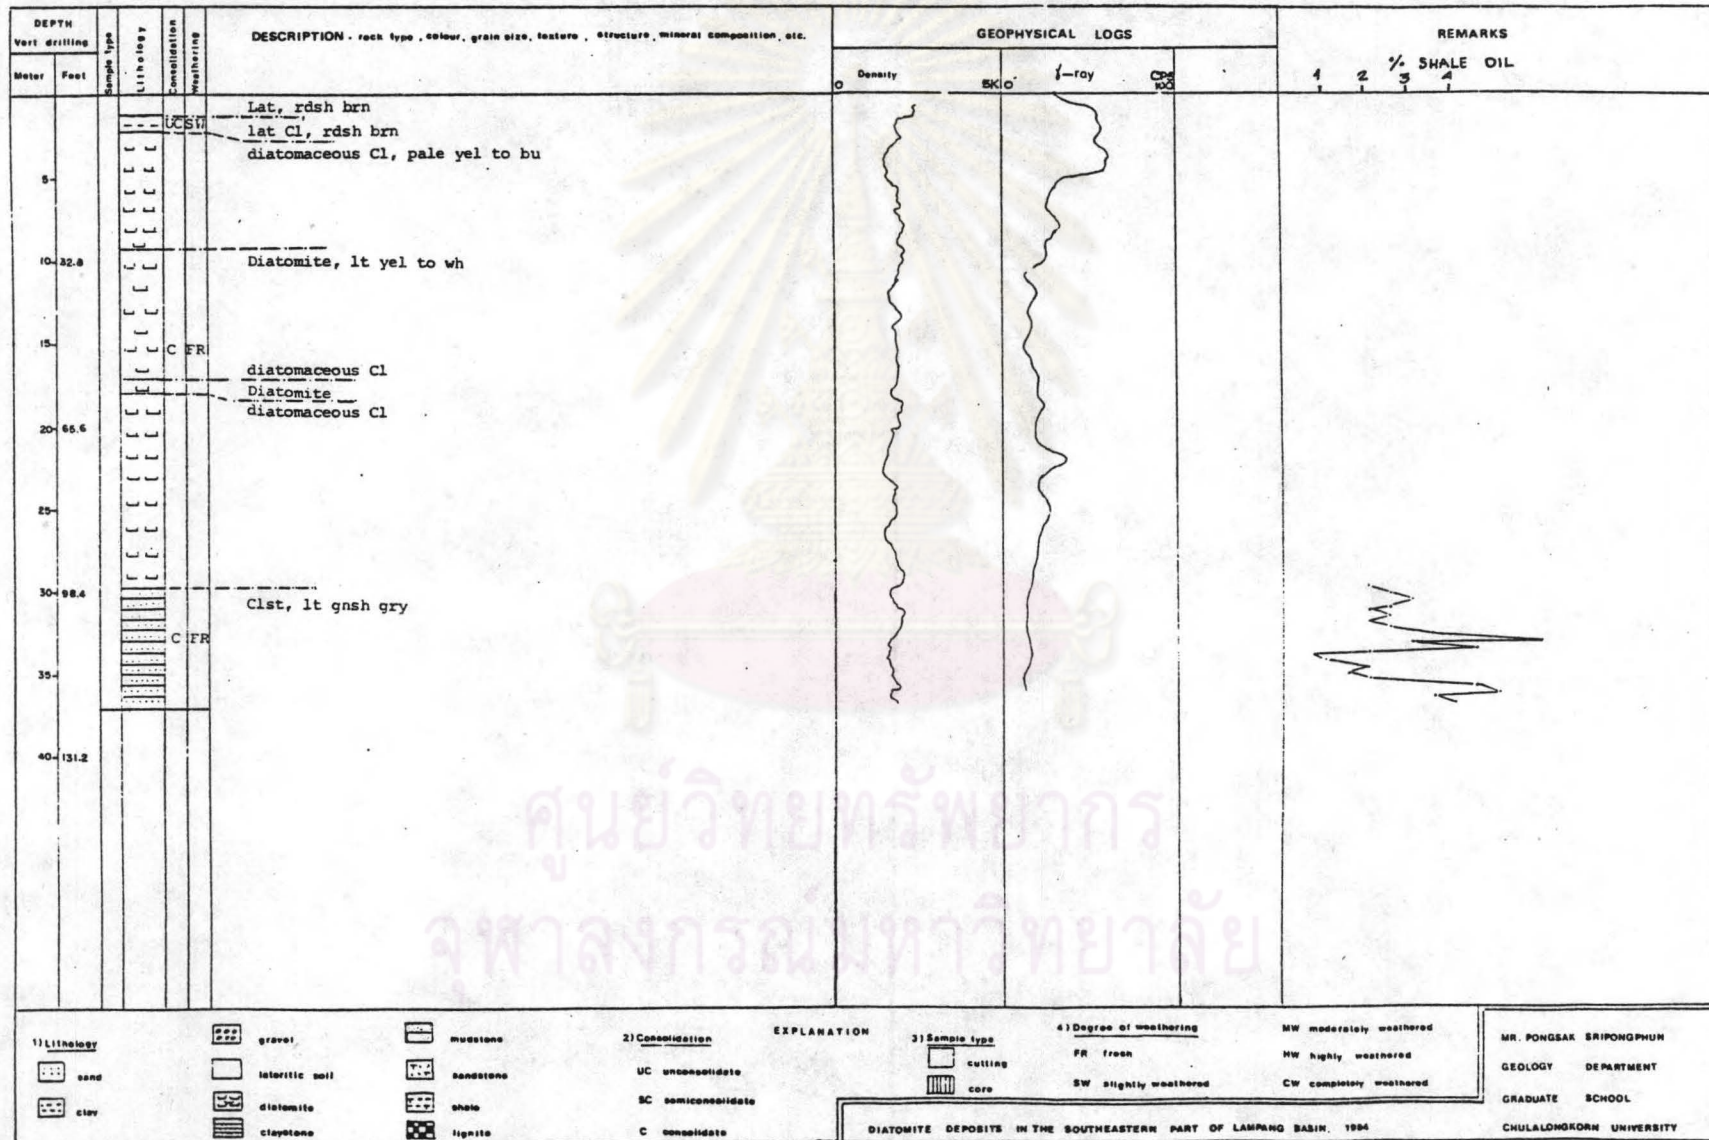 DEPTH
Vert drilling
Meter Feet
Sample type
Lithology
Consolidation
Weathering
DESCRIPTION - rock type , colour, grain size, texture , structure, mineral composition, etc.
GEOPHYSICAL LOGS
Density
0
15K
0
γ-ray
CPS
100
REMARKS
% SHALE OIL
1 2 3 4
Lat, rdsh brn
UC SW
lat Cl, rdsh brn
diatomaceous Cl, pale yel to bu
5
10 32.8
Diatomite, lt yel to wh
15
C FR
diatomaceous Cl
Diatomite
diatomaceous Cl
20 65.6
25
30 98.4
Clst, lt gnsh gry
C FR
35
40 131.2
ศูนย์วิทยทรัพยากร
จุฬาลงกรณ์มหาวิทยาลัย
EXPLANATION
1) Lithology
sand
clay
gravel
lateritic soil
diatomite
claystone
mudstone
sandstone
shale
lignite
2) Consolidation
UC unconsolidate
SC semiconsolidate
C consolidate
3) Sample type
cutting
core
4) Degree of weathering
FR fresh
SW slightly weathered
MW moderately weathered
HW highly weathered
CW completely weathered
DIATOMITE DEPOSITS IN THE SOUTHEASTERN PART OF LAMPANG BASIN, 1984
MR. PONGSAK SRIPONGPHUN
GEOLOGY DEPARTMENT
GRADUATE SCHOOL
CHULALONGKORN UNIVERSITY